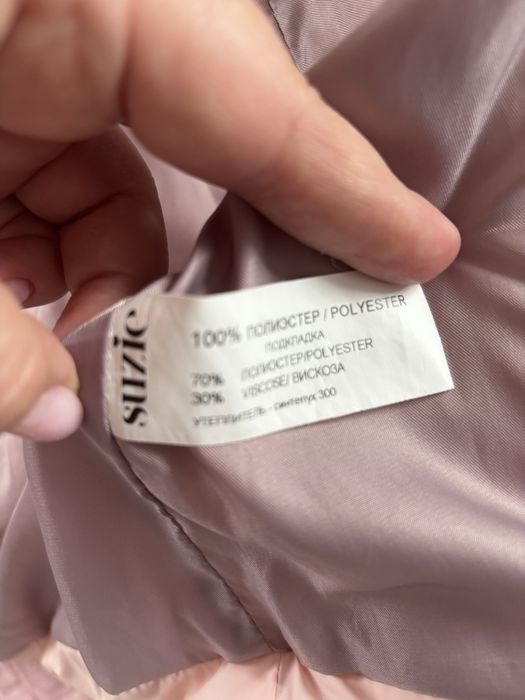 suzie
100% ПОЛИЭСТЕР / POLYESTER
ПОДКЛАДКА
70% ПОЛИЭСТЕР/POLYESTER
30% VISCOSE/ ВИСКОЗА
УТЕПЛИТЕЛЬ - синтепух 300